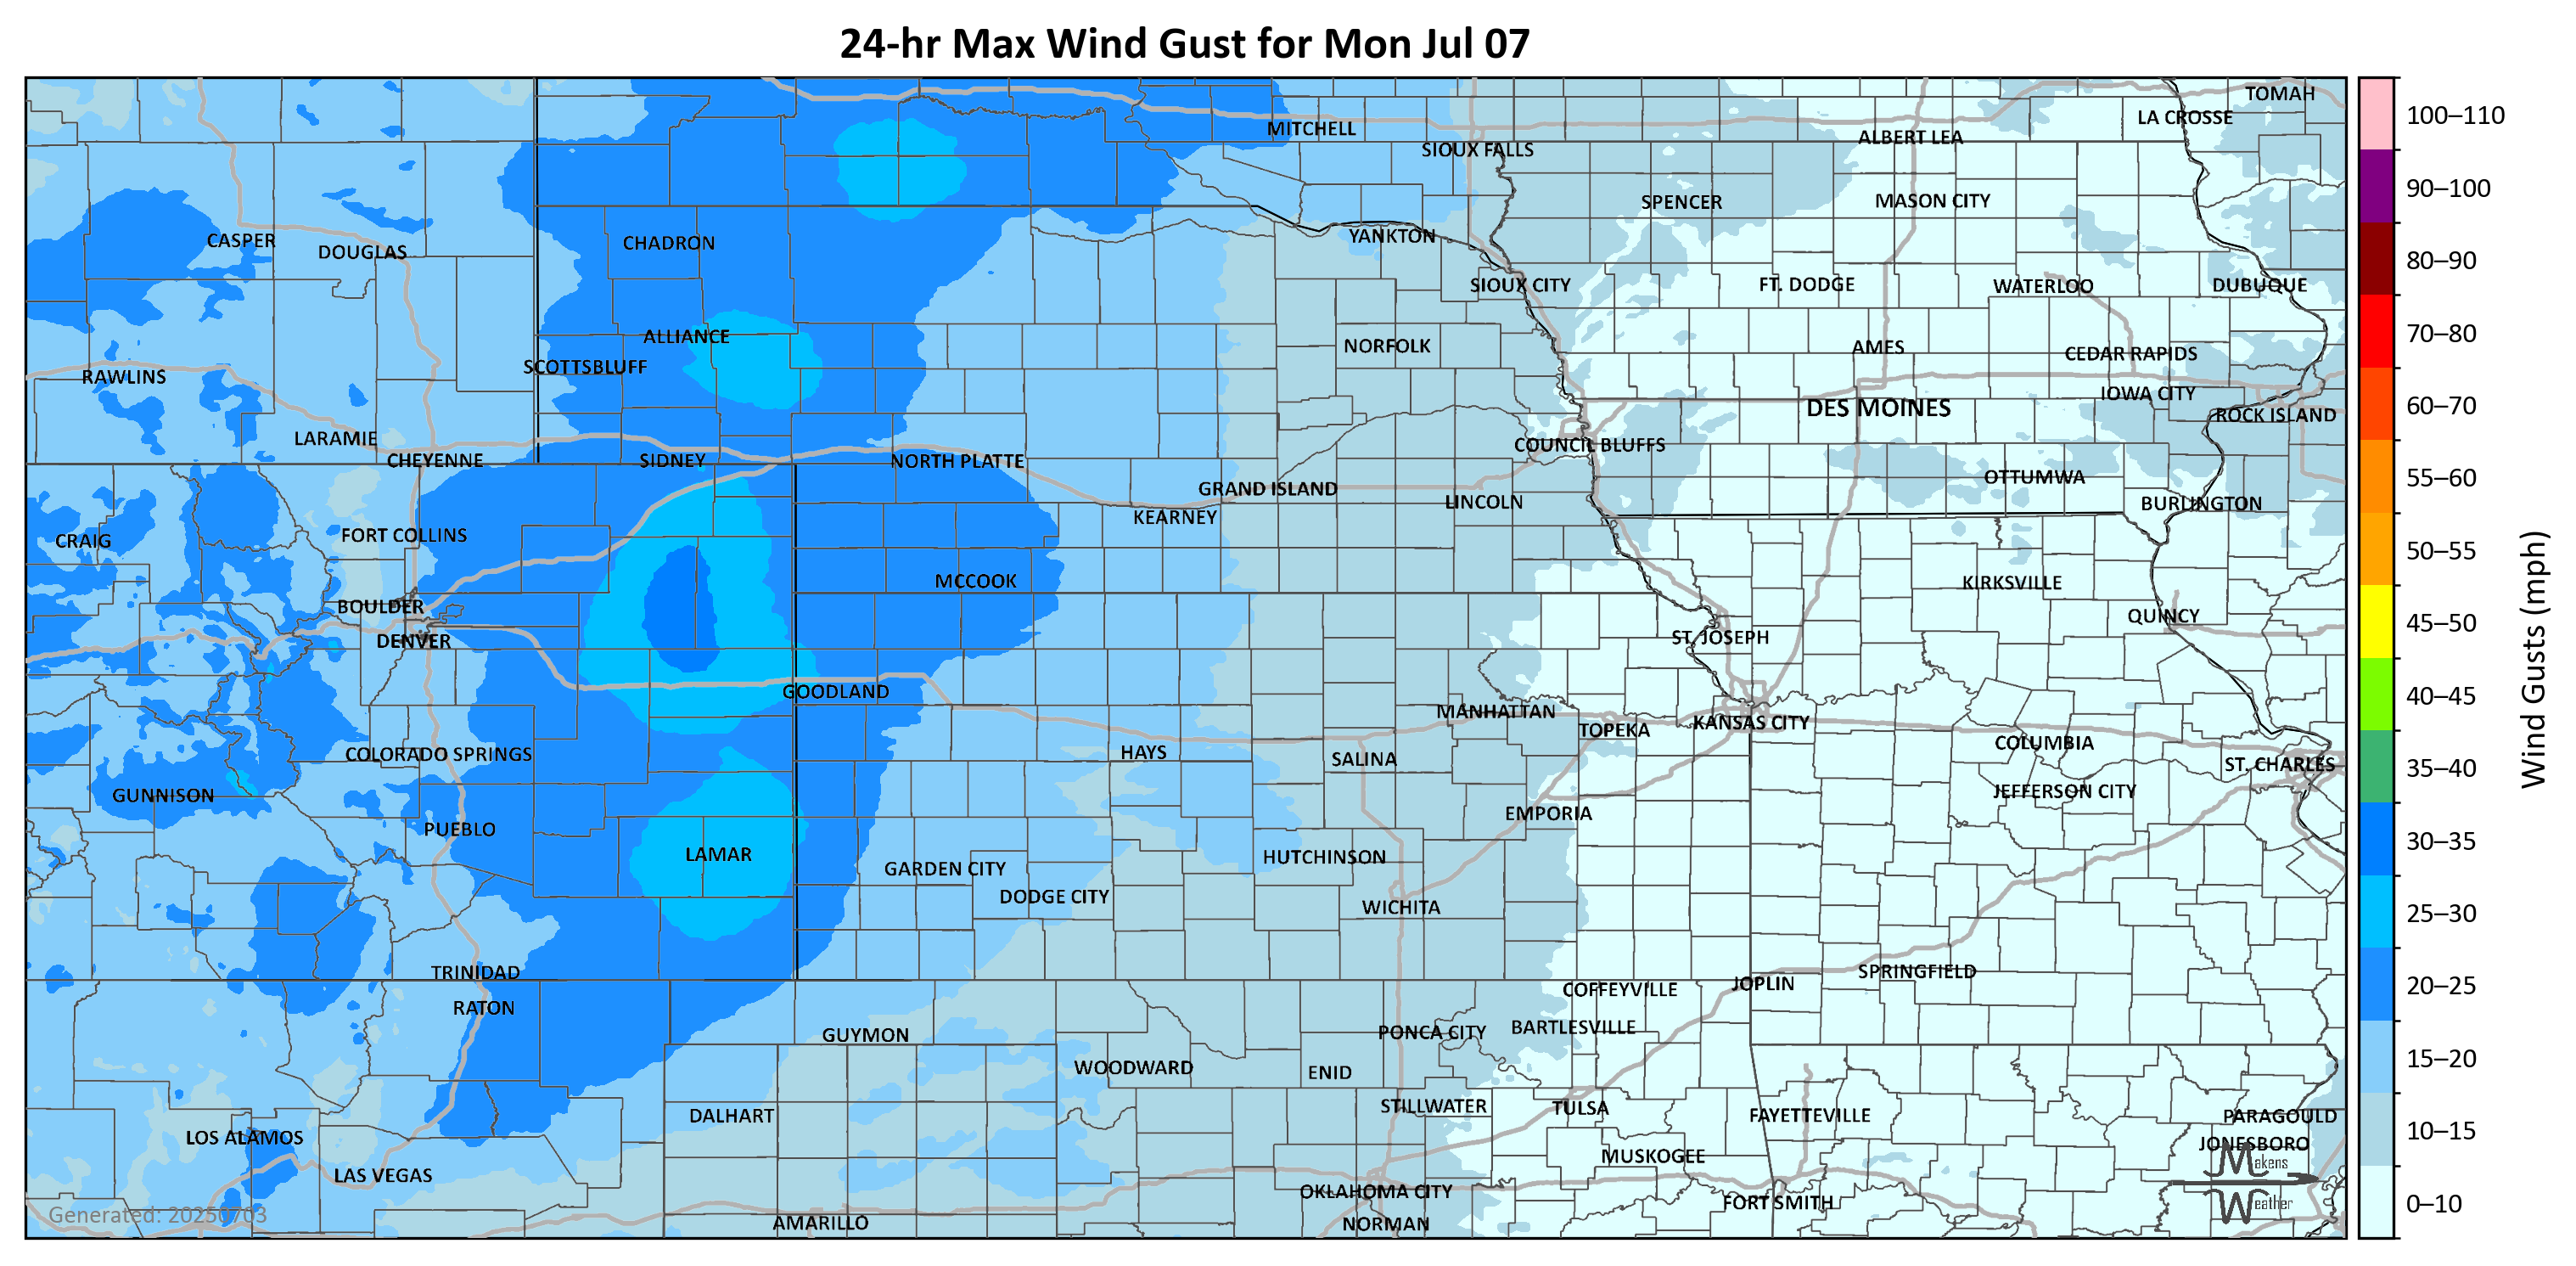 24-hr Max Wind Gust for Mon Jul 07
TOMAH
LA CROSSE
MITCHELL
ALBERT LEA
SIOUX FALLS
SPENCER
MASON CITY
CASPER
DOUGLAS
CHADRON
YANKTON
SIOUX CITY
FT. DODGE
WATERLOO
DUBUQUE
ALLIANCE
NORFOLK
AMES
CEDAR RAPIDS
SCOTTSBLUFF
RAWLINS
IOWA CITY
DES MOINES
ROCK ISLAND
LARAMIE
COUNCIL BLUFFS
CHEYENNE
SIDNEY
NORTH PLATTE
OTTUMWA
GRAND ISLAND
LINCOLN
BURLINGTON
KEARNEY
FORT COLLINS
CRAIG
MCCOOK
KIRKSVILLE
BOULDER
QUINCY
DENVER
ST. JOSEPH
GOODLAND
MANHATTAN
KANSAS CITY
TOPEKA
COLUMBIA
COLORADO SPRINGS
HAYS
SALINA
ST. CHARLES
GUNNISON
JEFFERSON CITY
EMPORIA
PUEBLO
LAMAR
HUTCHINSON
GARDEN CITY
DODGE CITY
WICHITA
TRINIDAD
SPRINGFIELD
JOPLIN
COFFEYVILLE
RATON
BARTLESVILLE
GUYMON
PONCA CITY
WOODWARD
ENID
STILLWATER
TULSA
DALHART
FAYETTEVILLE
PARAGOULD
LOS ALAMOS
JONESBORO
MUSKOGEE
LAS VEGAS
OKLAHOMA CITY
FORT SMITH
AMARILLO
NORMAN
Generated: 20250703
Makens
Weather
100–110
90–100
80–90
70–80
60–70
55–60
50–55
45–50
40–45
35–40
30–35
25–30
20–25
15–20
10–15
0–10
Wind Gusts (mph)